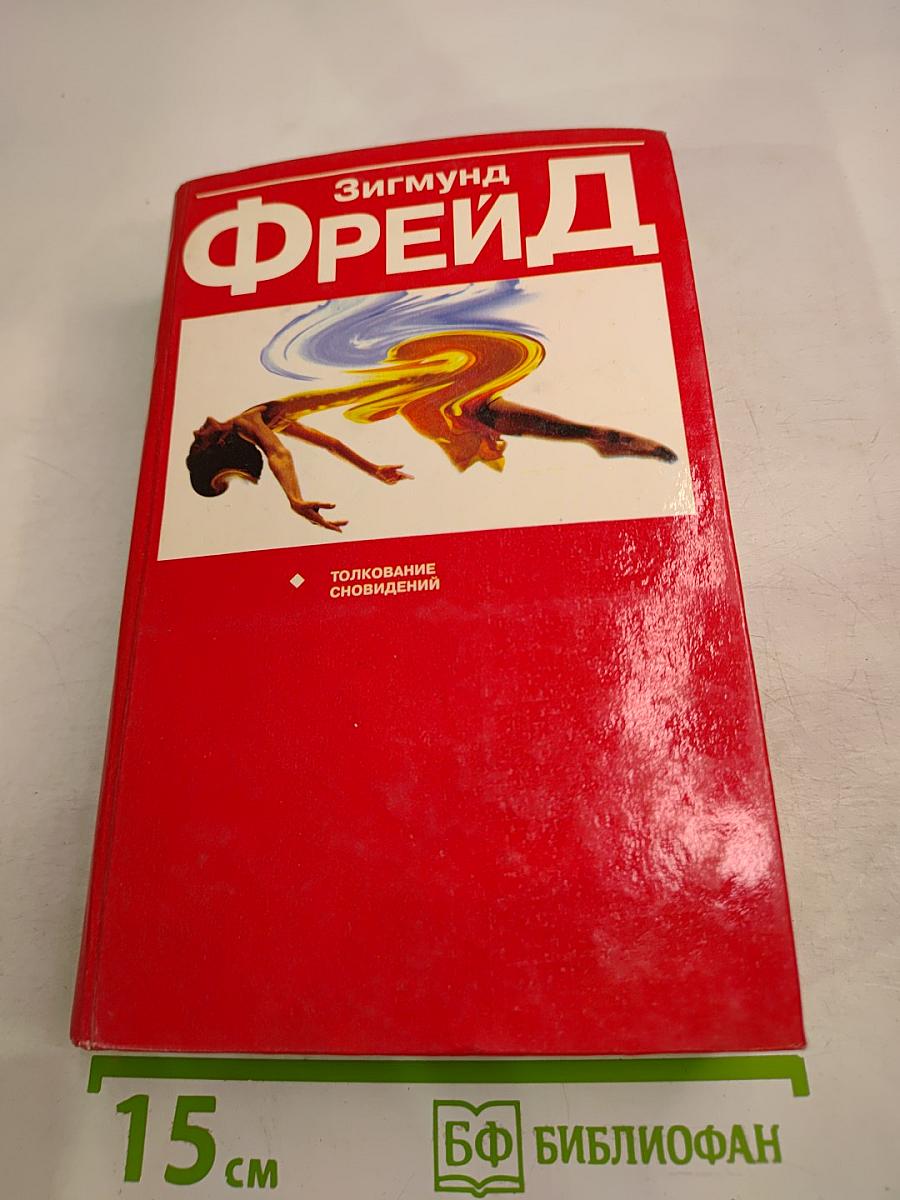 Зигмунд
ФРЕЙД
ТОЛКОВАНИЕ
СНОВИДЕНИЙ
15 см
БФ БИБЛИОФАН